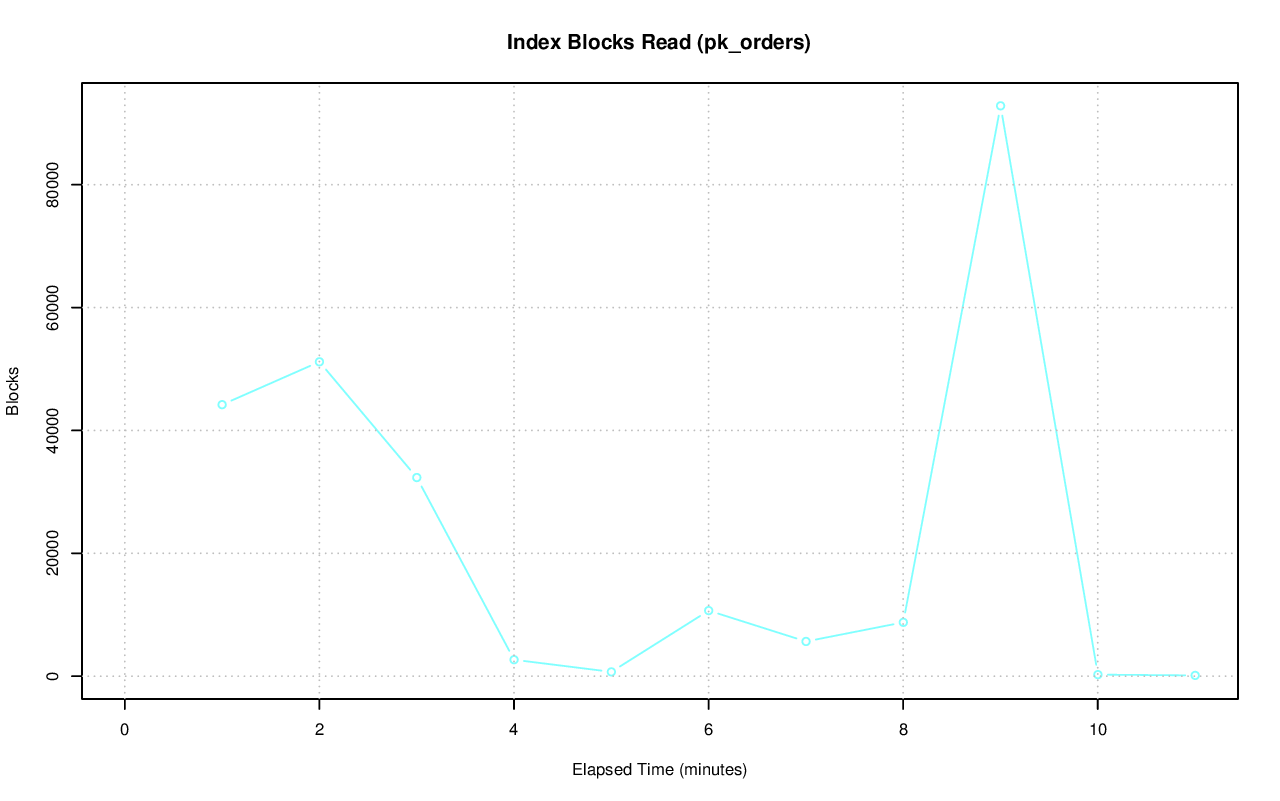 Index Blocks Read (pk_orders)
Blocks
80000
60000
40000
20000
0
0 2 4 6 8 10
Elapsed Time (minutes)